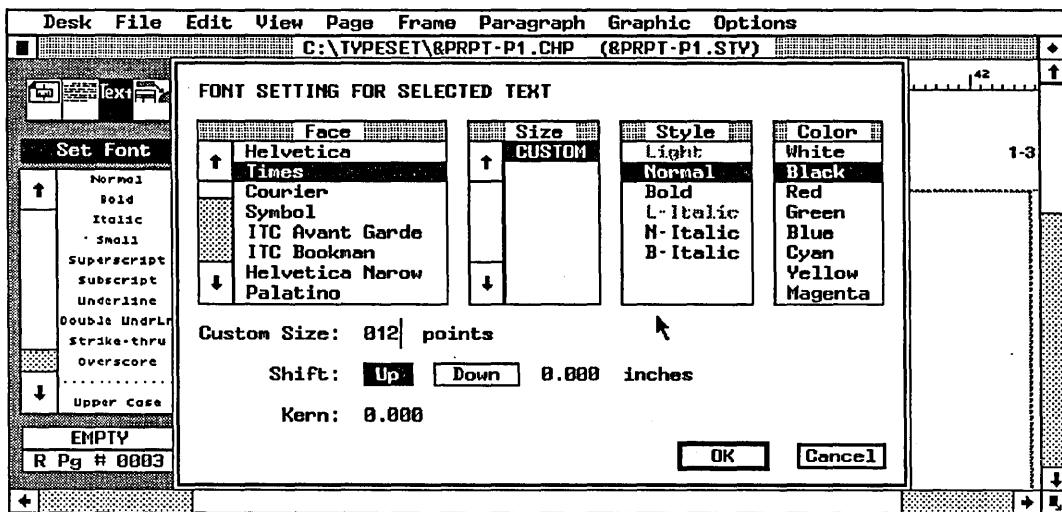 Desk File Edit View Page Frame Paragraph Graphic Options
C:\TYPESET\&PRPT-P1.CHP (&PRPT-P1.STY)
42
Text
FONT SETTING FOR SELECTED TEXT
Set Font
Normal
Bold
Italic
Small
Superscript
Subscript
Underline
Double UndrLn
Strike-thru
Overscore
Upper Case
EMPTY
R Pg # 0003
Face
Helvetica
Times
Courier
Symbol
ITC Avant Garde
ITC Bookman
Helvetica Narow
Palatino
Size
CUSTOM
Style
Light
Normal
Bold
L-Italic
N-Italic
B-Italic
Color
White
Black
Red
Green
Blue
Cyan
Yellow
Magenta
1-3
Custom Size: 012 points
Shift: Up Down 0.000 inches
Kern: 0.000
OK Cancel